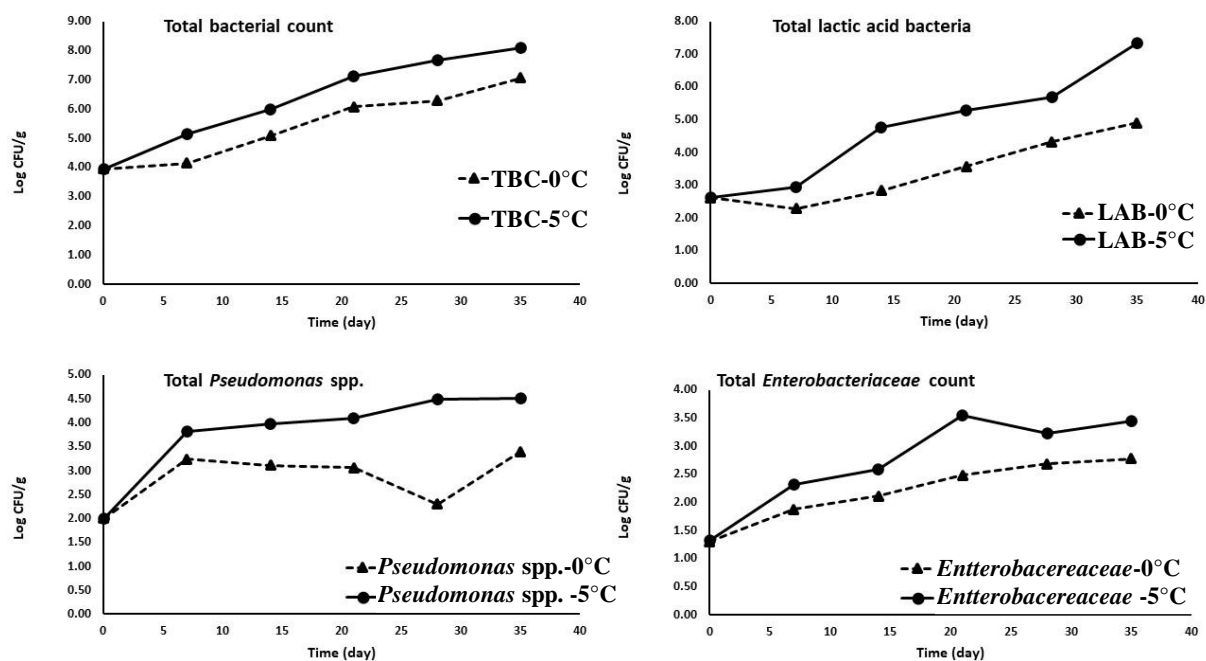 Total bacterial count
9.00
8.00
7.00
6.00
5.00
4.00
3.00
2.00
1.00
0.00
Log CFU/g
TBC-0°C
TBC-5°C
0 5 10 15 20 25 30 35 40
Time (day)
Total lactic acid bacteria
8.00
7.00
6.00
5.00
4.00
3.00
2.00
1.00
0.00
Log CFU/g
LAB-0°C
LAB-5°C
0 5 10 15 20 25 30 35 40
Time (day)
Total Pseudomonas spp.
5.00
4.50
4.00
3.50
3.00
2.50
2.00
1.50
1.00
0.50
0.00
Log CFU/g
Pseudomonas spp.-0°C
Pseudomonas spp. -5°C
0 5 10 15 20 25 30 35 40
Time (day)
Total Enterobacteriaceae count
4.00
3.50
3.00
2.50
2.00
1.50
1.00
0.50
0.00
Log CFU/g
Entterobacereaceae-0°C
Entterobacereaceae -5°C
0 5 10 15 20 25 30 35 40
Time (day)